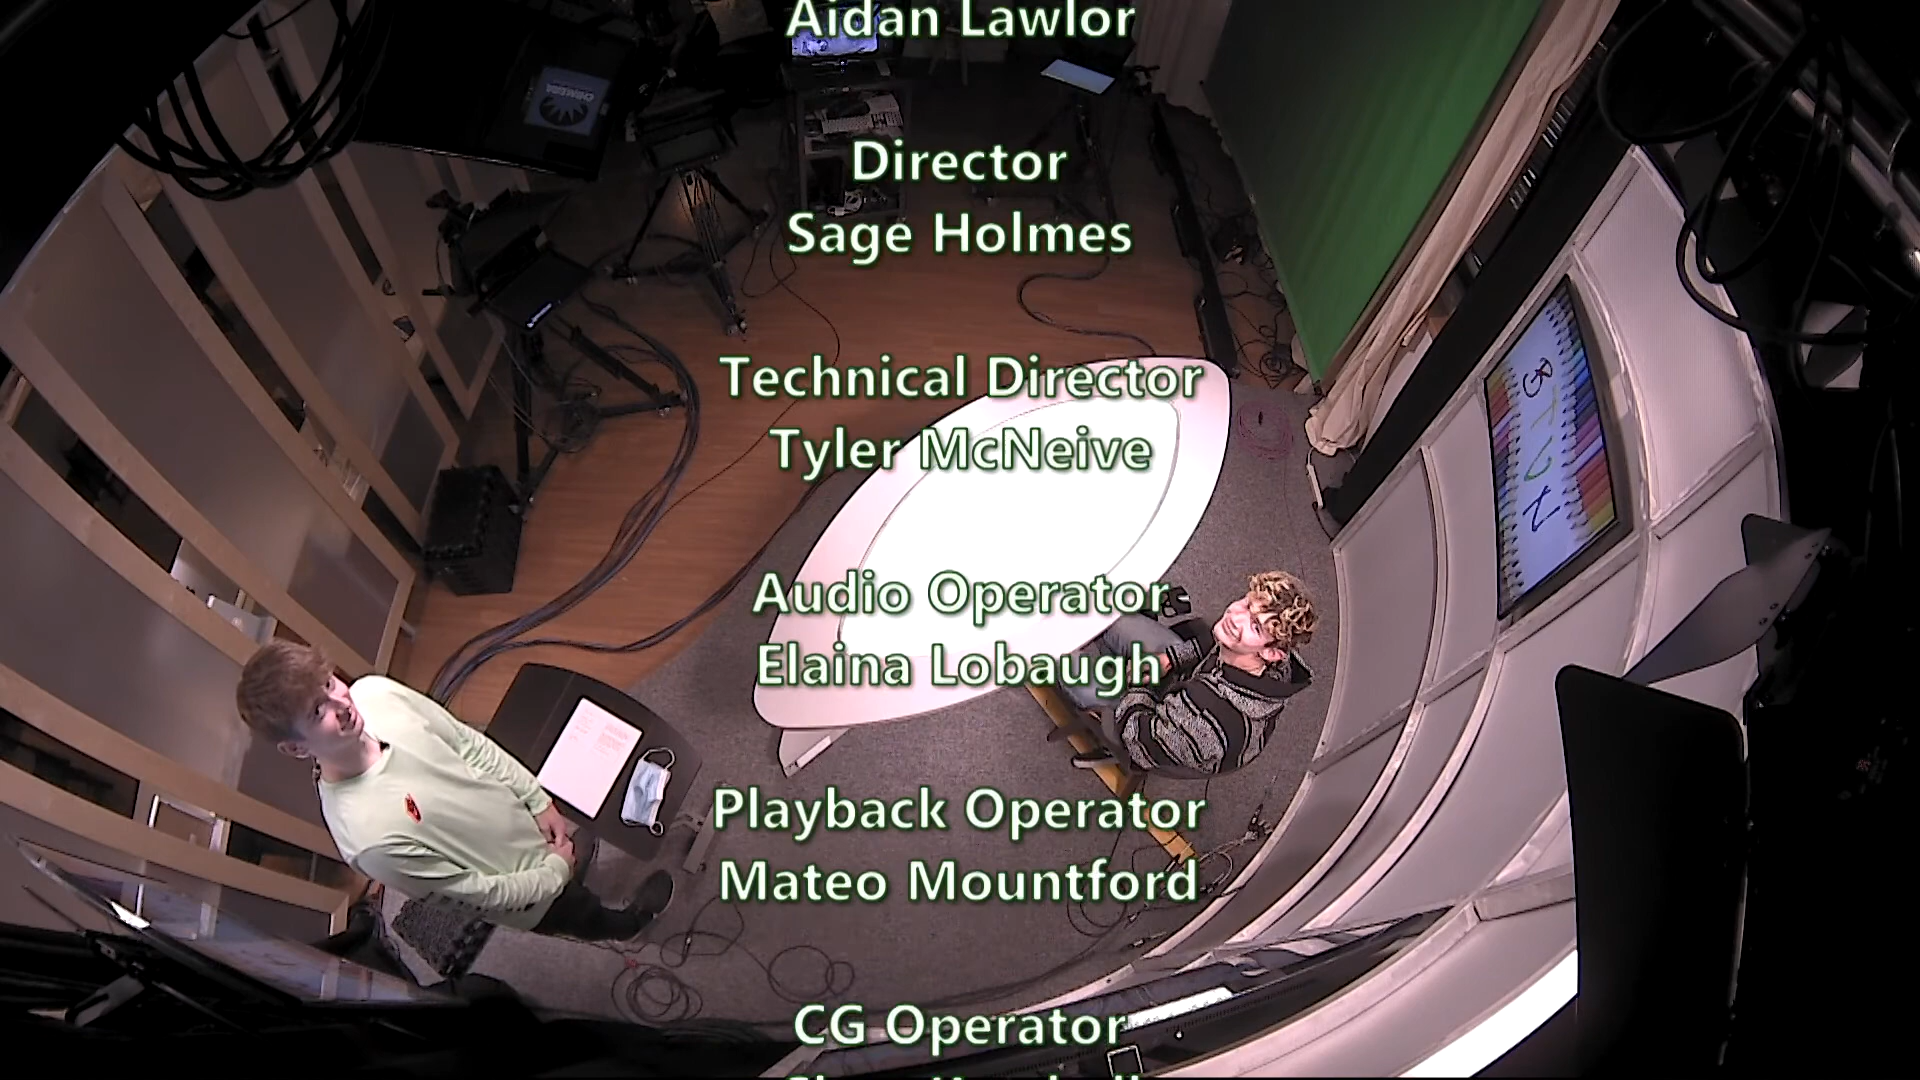 Aidan Lawlor
Director
Sage Holmes
Technical Director
Tyler McNeive
Audio Operator
Elaina Lobaugh
Playback Operator
Mateo Mountford
CG Operator
BTVN